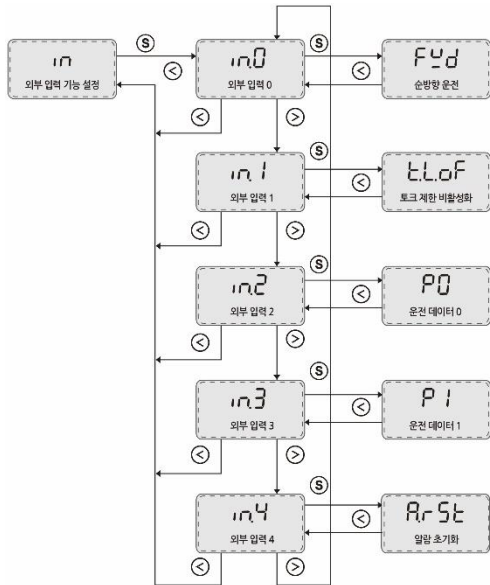 in
외부 입력 기능 설정
S
<
in.0
외부 입력 0
S
<
Fyd
순방향 운전
<
>
in.1
외부 입력 1
S
<
t.L.oF
토크 제한 비활성화
<
>
in.2
외부 입력 2
S
<
P0
운전 데이터 0
<
>
in.3
외부 입력 3
S
<
P1
운전 데이터 1
<
>
in.4
외부 입력 4
S
<
A.rSt
알람 초기화
<
>